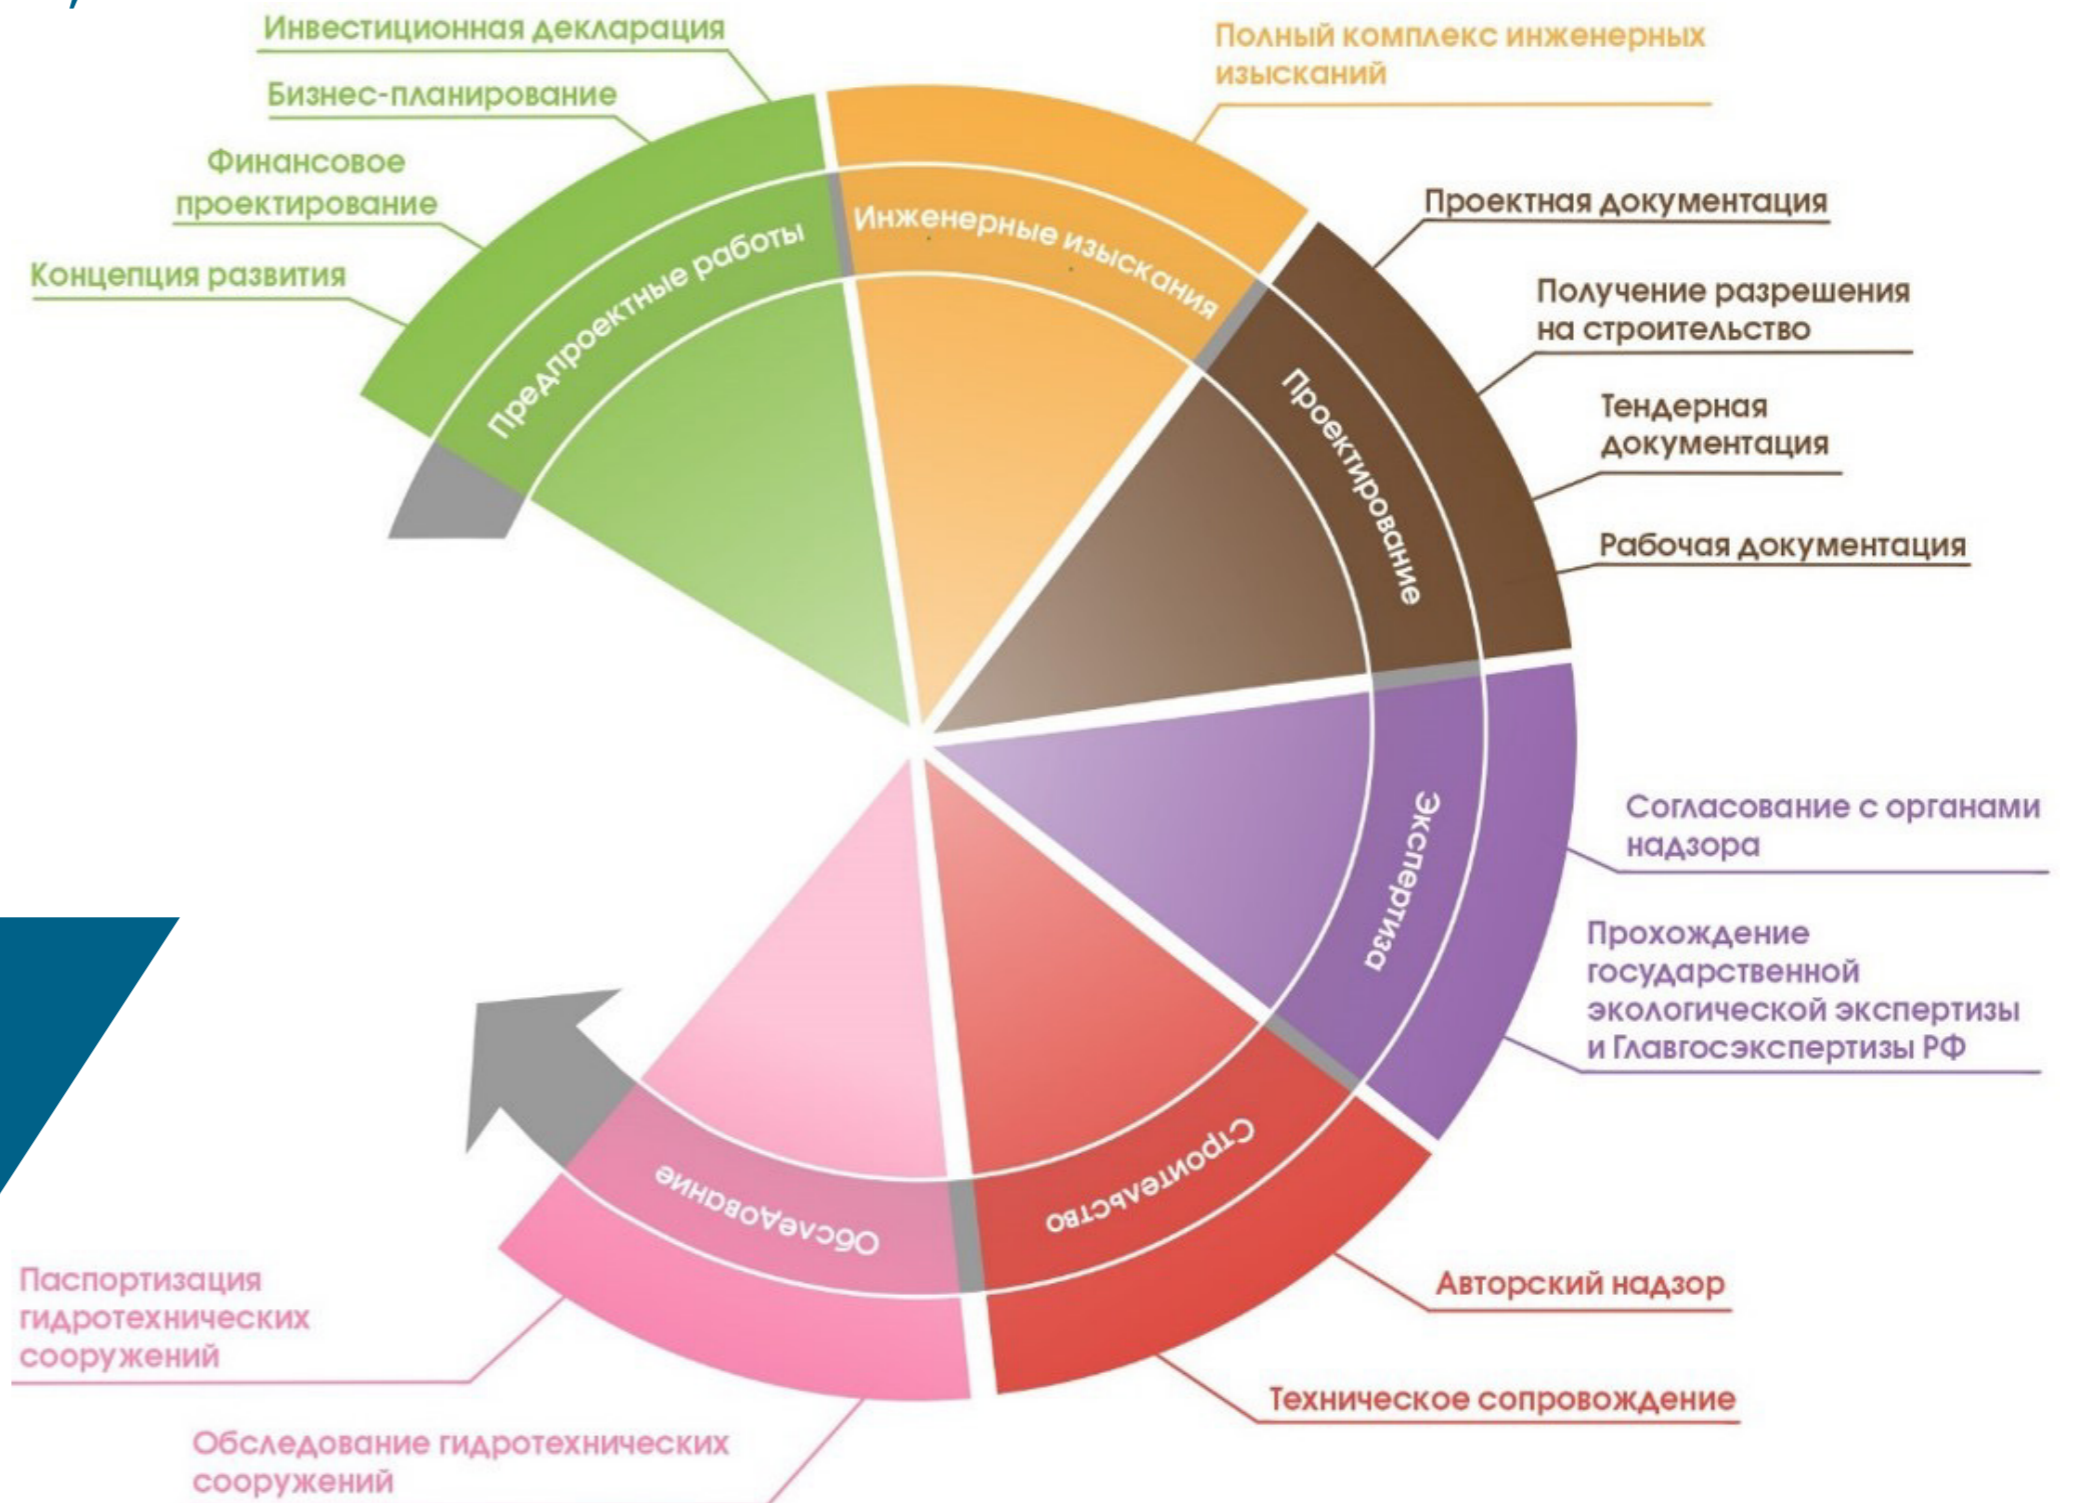 Инвестиционная декларация
Бизнес-планирование
Финансовое
проектирование
Концепция развития
Предпроектные работы
Полный комплекс инженерных
изысканий
Инженерные изыскания
Проектная документация
Получение разрешения
на строительство
Тендерная
документация
Рабочая документация
Проектирование
Согласование с органами
надзора
Прохождение
государственной
экологической экспертизы
и Главгосэкспертизы РФ
Экспертиза
Авторский надзор
Техническое сопровождение
Строительство
Обследование
Паспортизация
гидротехнических
сооружений
Обследование гидротехнических
сооружений